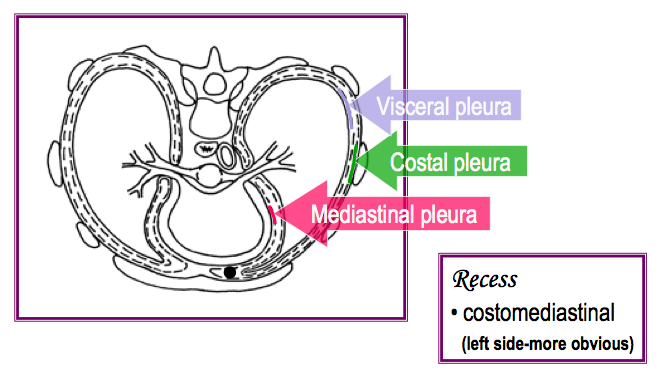 Visceral pleura
Costal pleura
Mediastinal pleura
Recess
• costomediastinal
(left side-more obvious)